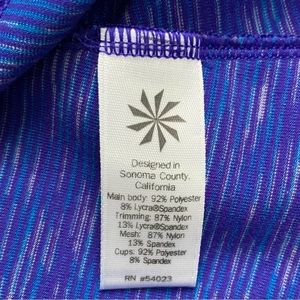 Designed in
Sonoma County,
California
Main body: 92% Polyester
8% Lycra®Spandex
Trimming: 87% Nylon
13% Lycra®Spandex
Mesh: 87% Nylon
13% Spandex
Cups: 92% Polyester
8% Spandex
RN #54023